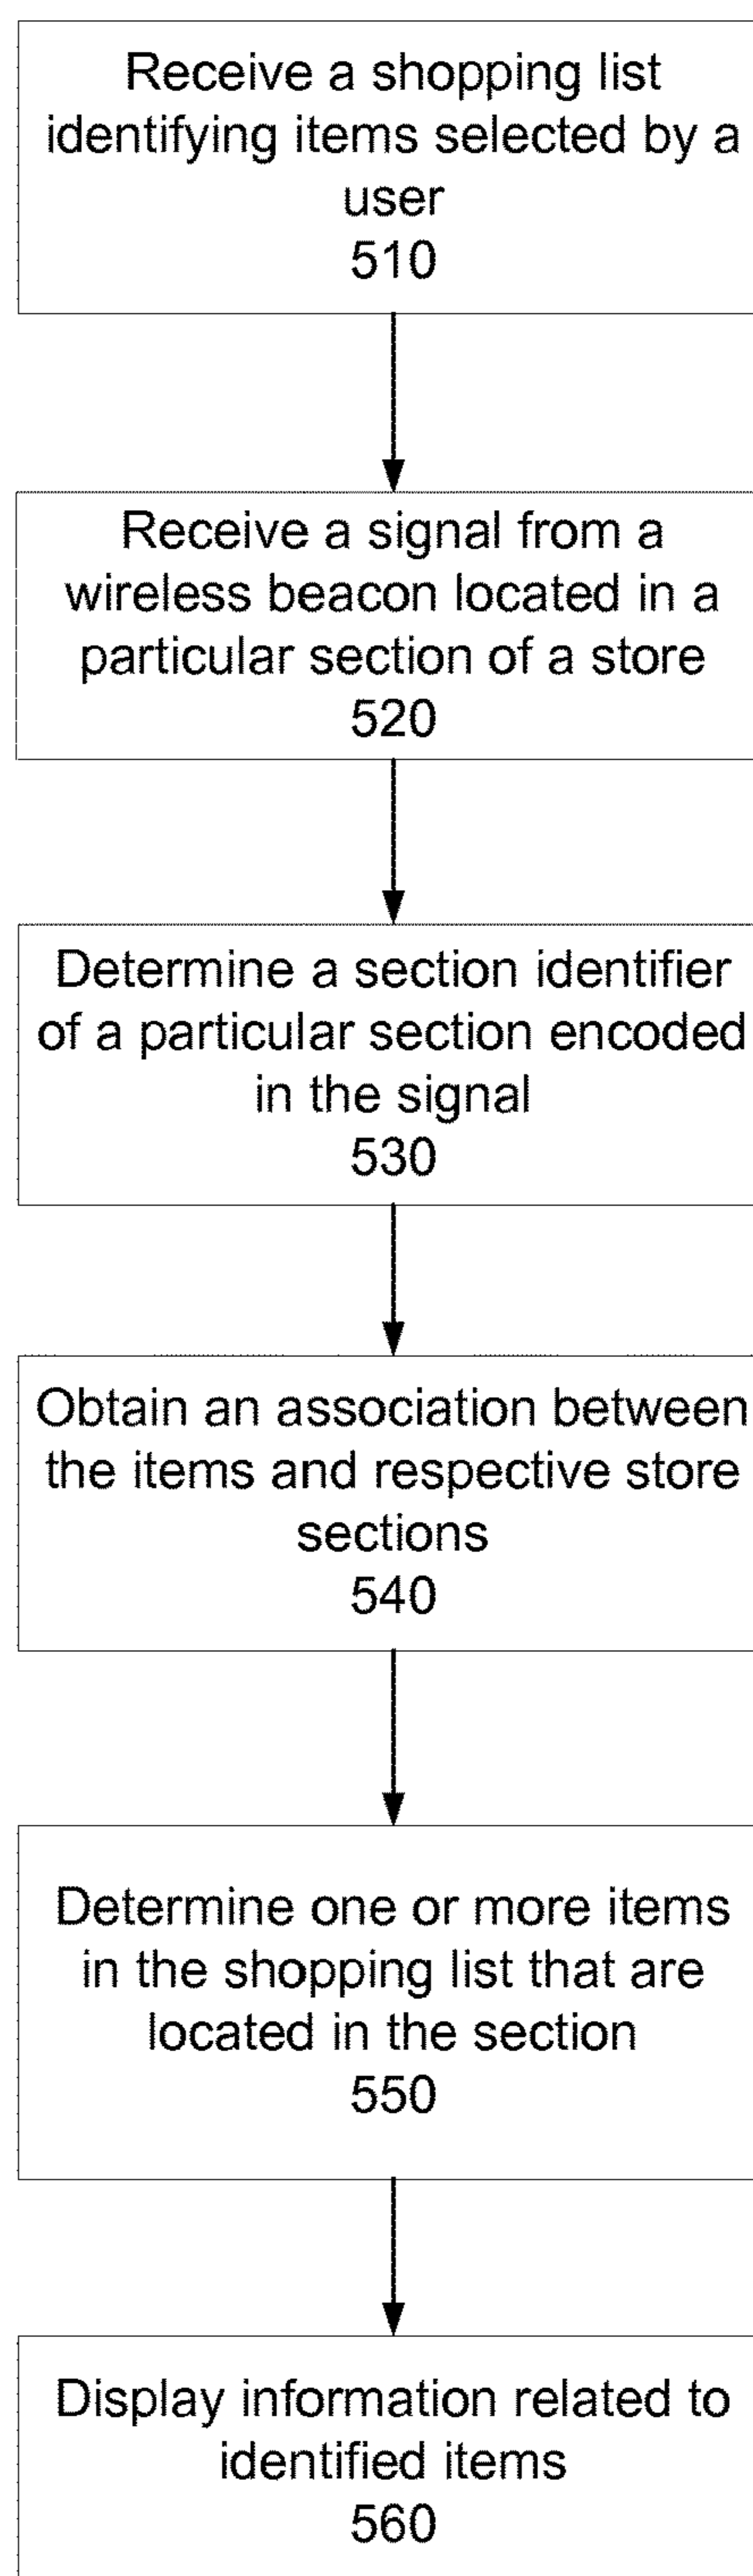 Receive a shopping list
identifying items selected by a
user
510
Receive a signal from a
wireless beacon located in a
particular section of a store
520
Determine a section identifier
of a particular section encoded
in the signal
530
Obtain an association between
the items and respective store
sections
540
Determine one or more items
in the shopping list that are
located in the section
550
Display information related to
identified items
560